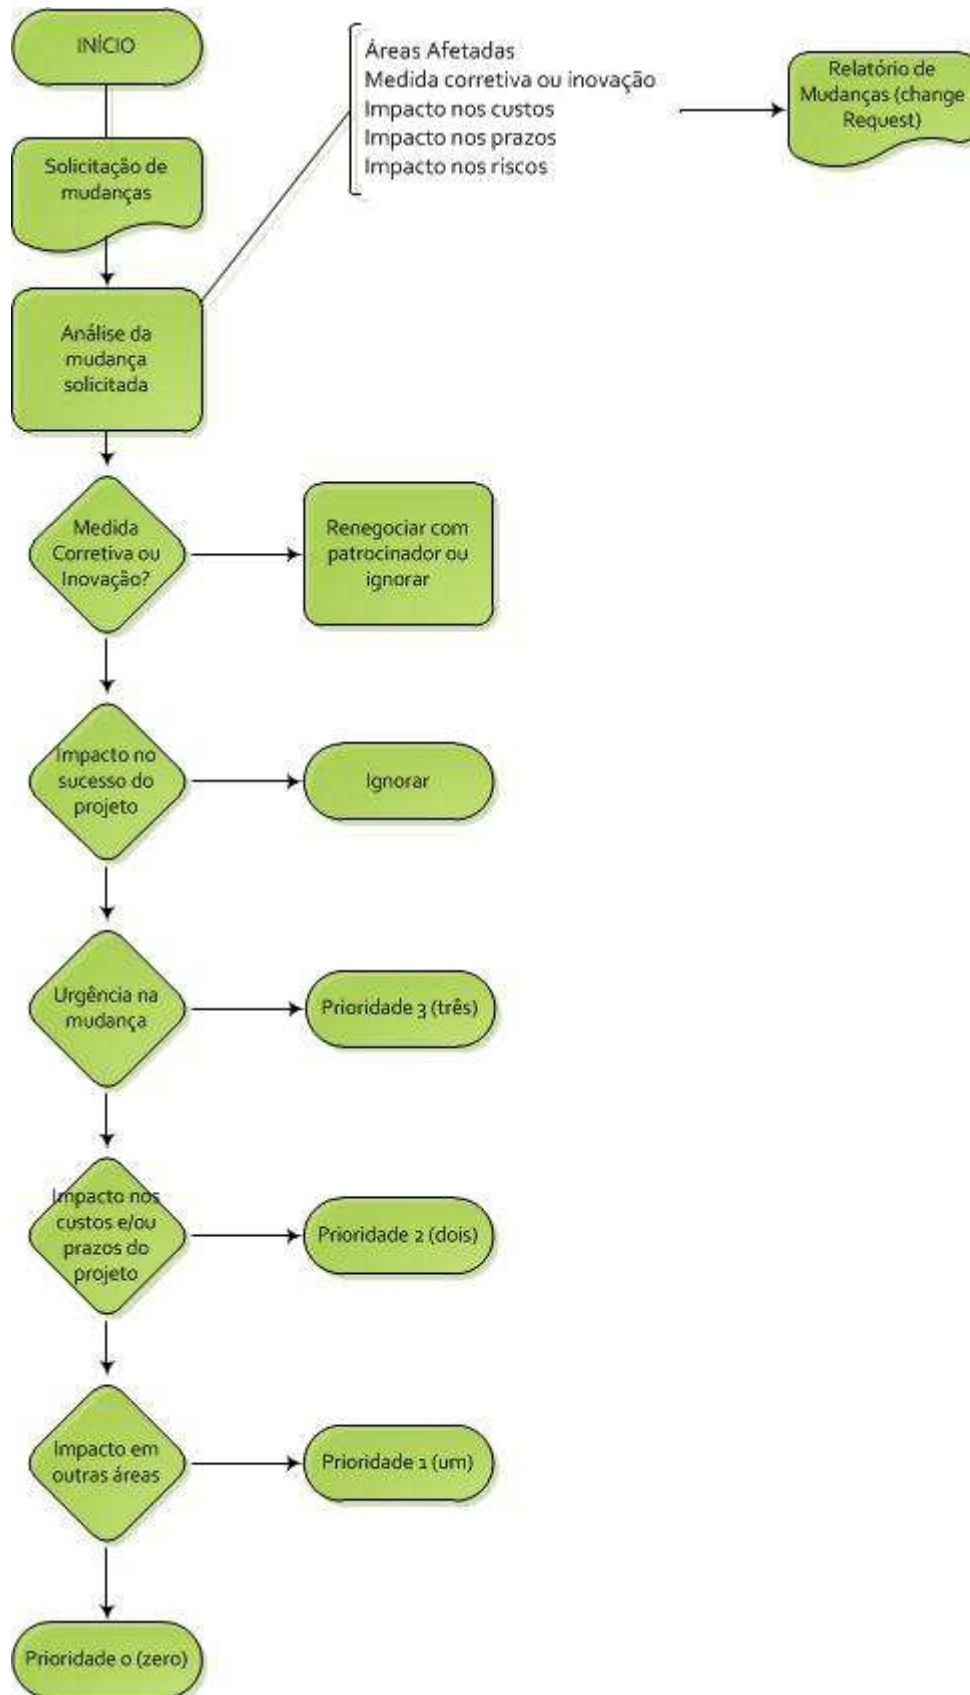 INÍCIO
Áreas Afetadas
Medida corretiva ou inovação
Impacto nos custos
Impacto nos prazos
Impacto nos riscos
Relatório de
Mudanças (change
Request)
Solicitação de
mudanças
Análise da
mudança
solicitada
Medida
Corretiva ou
Inovação?
Renegociar com
patrocinador ou
ignorar
Impacto no
sucesso do
projeto
Ignorar
Urgência na
mudança
Prioridade 3 (três)
Impacto nos
custos e/ou
prazos do
projeto
Prioridade 2 (dois)
Impacto em
outras áreas
Prioridade 1 (um)
Prioridade 0 (zero)